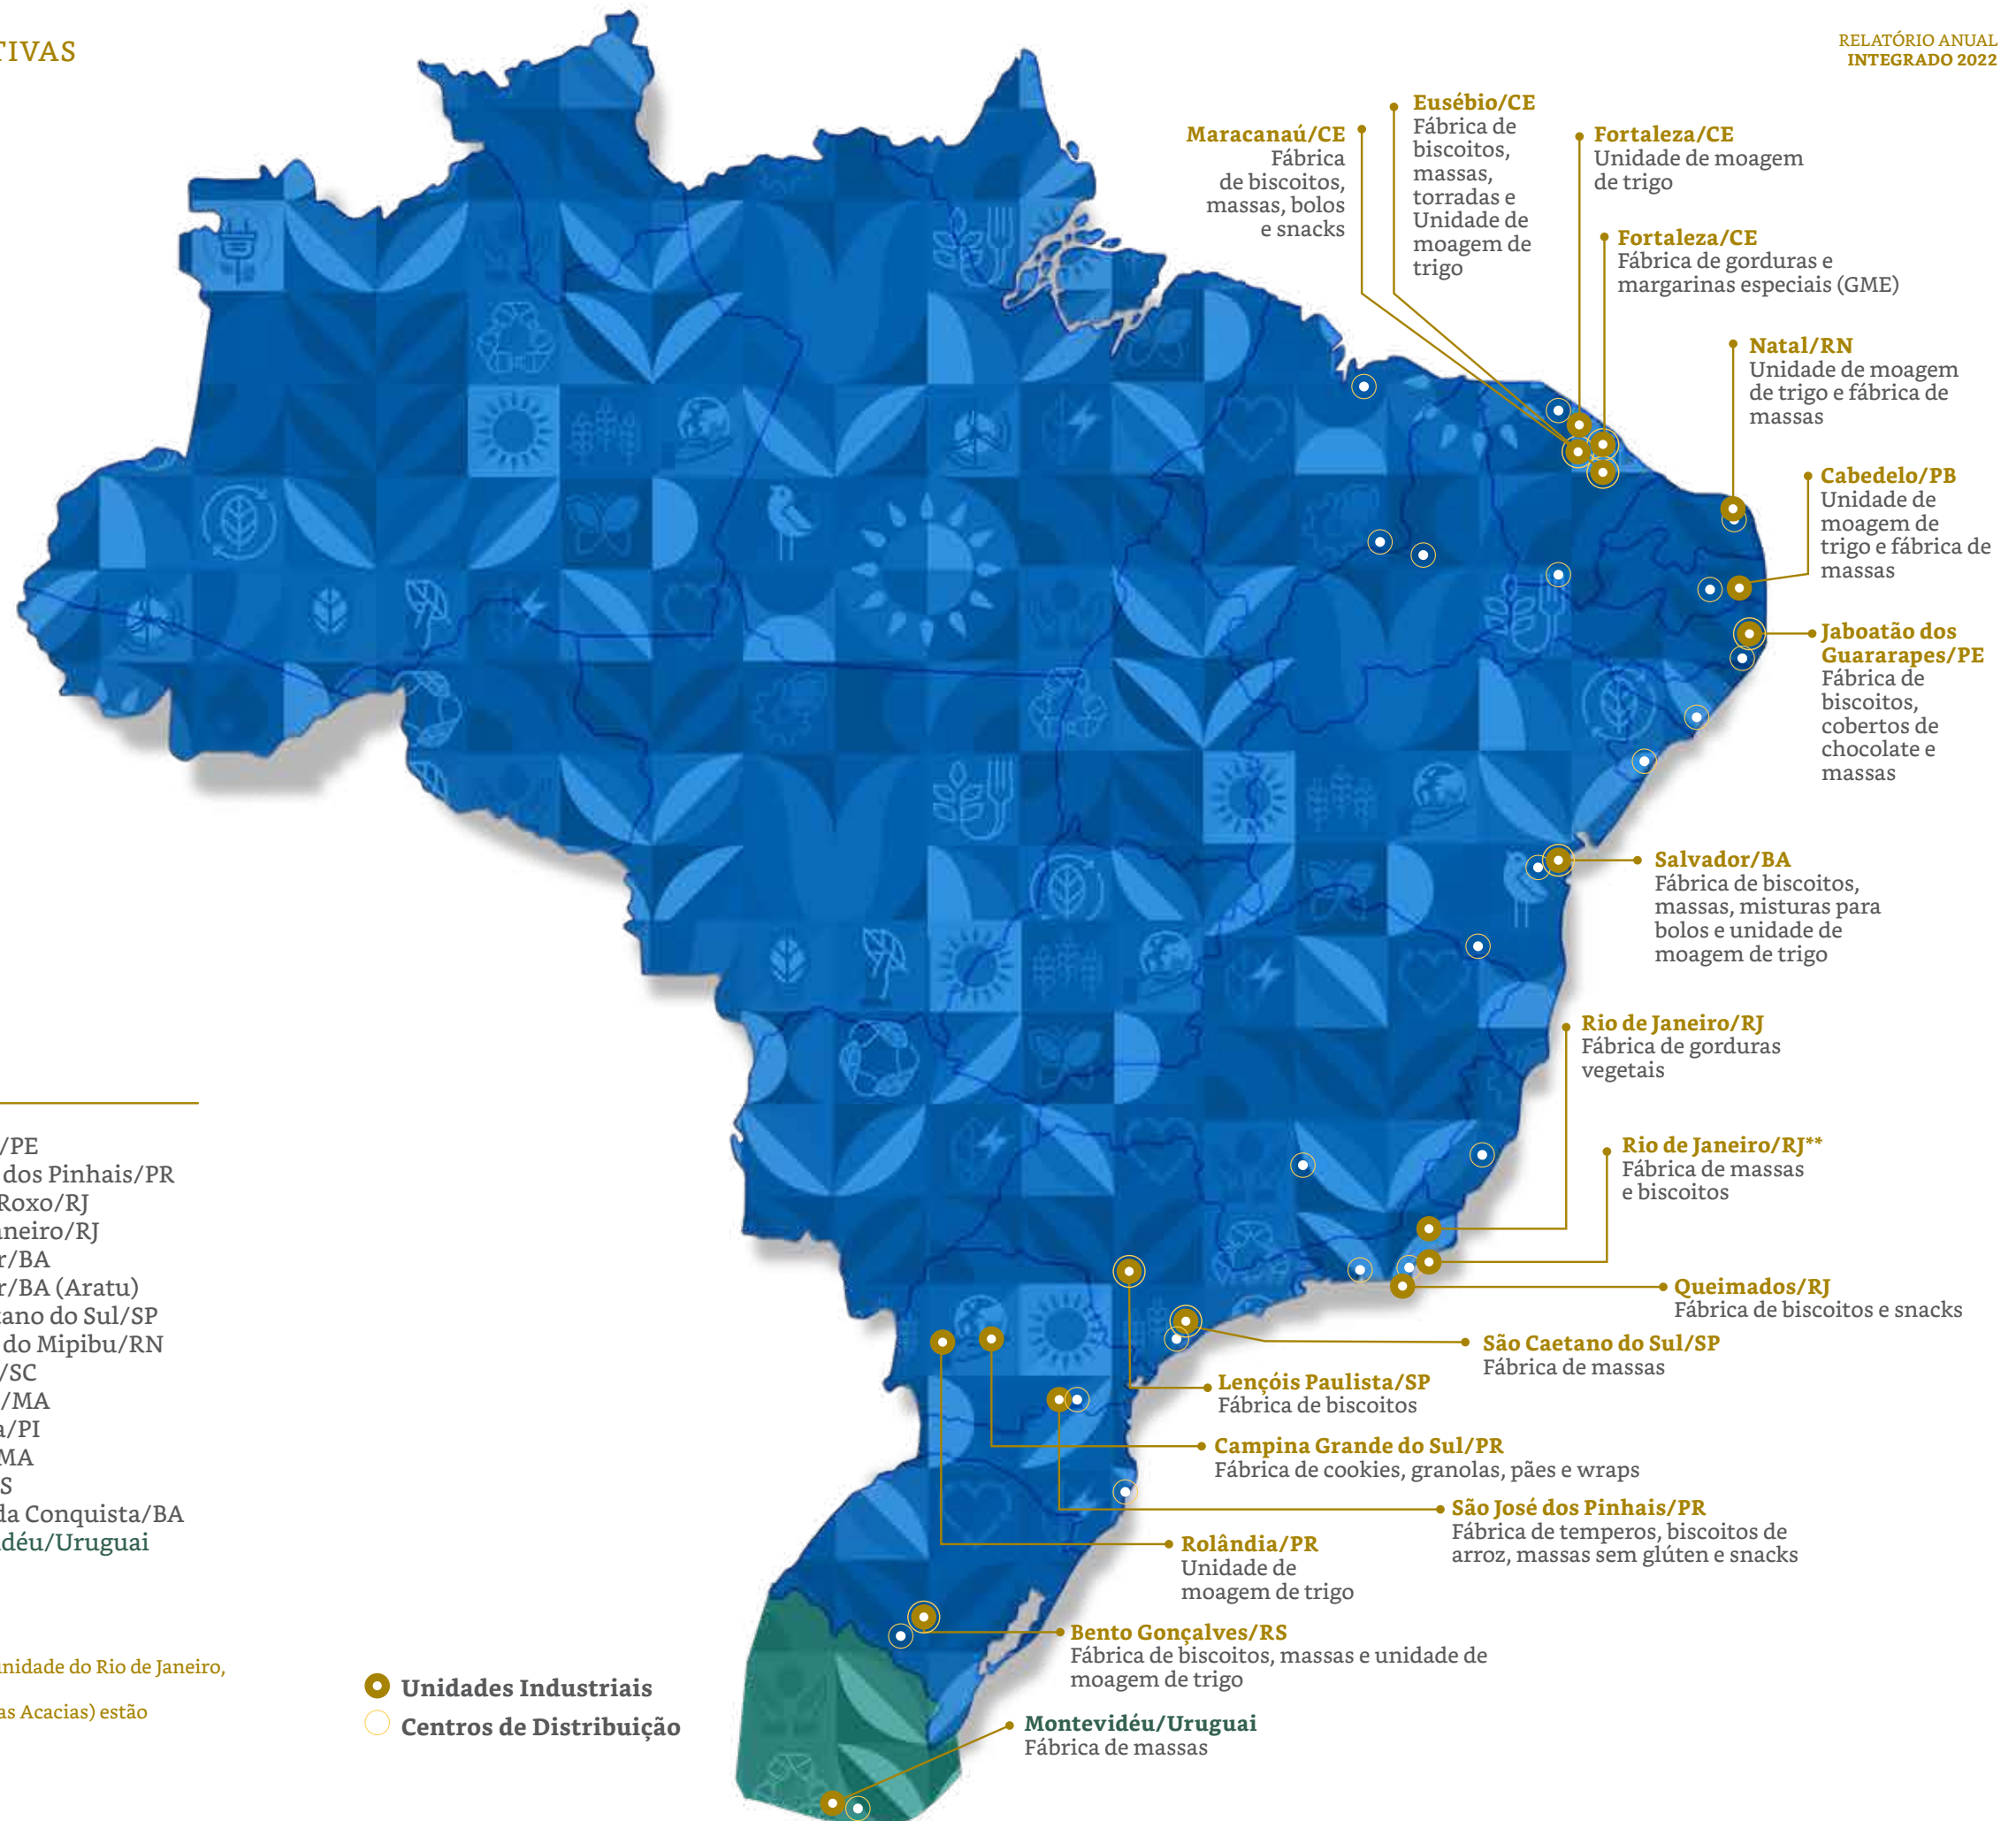 TIVAS
RELATÓRIO ANUAL
INTEGRADO 2022
Maracanaú/CE
Fábrica
de biscoitos,
massas, bolos
e snacks
Eusébio/CE
Fábrica de
biscoitos,
massas,
torradas e
Unidade de
moagem de
trigo
Fortaleza/CE
Unidade de moagem
de trigo
Fortaleza/CE
Fábrica de gorduras e
margarinas especiais (GME)
Natal/RN
Unidade de moagem
de trigo e fábrica de
massas
Cabedelo/PB
Unidade de
moagem de
trigo e fábrica de
massas
Jaboatão dos
Guararapes/PE
Fábrica de
biscoitos,
cobertos de
chocolate e
massas
Salvador/BA
Fábrica de biscoitos,
massas, misturas para
bolos e unidade de
moagem de trigo
Rio de Janeiro/RJ
Fábrica de gorduras
vegetais
Rio de Janeiro/RJ**
Fábrica de massas
e biscoitos
Queimados/RJ
Fábrica de biscoitos e snacks
São Caetano do Sul/SP
Fábrica de massas
Lençóis Paulista/SP
Fábrica de biscoitos
Campina Grande do Sul/PR
Fábrica de cookies, granolas, pães e wraps
São José dos Pinhais/PR
Fábrica de temperos, biscoitos de
arroz, massas sem glúten e snacks
Rolândia/PR
Unidade de
moagem de trigo
Bento Gonçalves/RS
Fábrica de biscoitos, massas e unidade de
moagem de trigo
Montevidéu/Uruguai
Fábrica de massas
/PE
dos Pinhais/PR
Roxo/RJ
neiro/RJ
r/BA
r/BA (Aratu)
tano do Sul/SP
do Mipibu/RN
/SC
/MA
a/PI
MA
S
da Conquista/BA
déu/Uruguai
nidade do Rio de Janeiro,
as Acacias) estão
Unidades Industriais
Centros de Distribuição